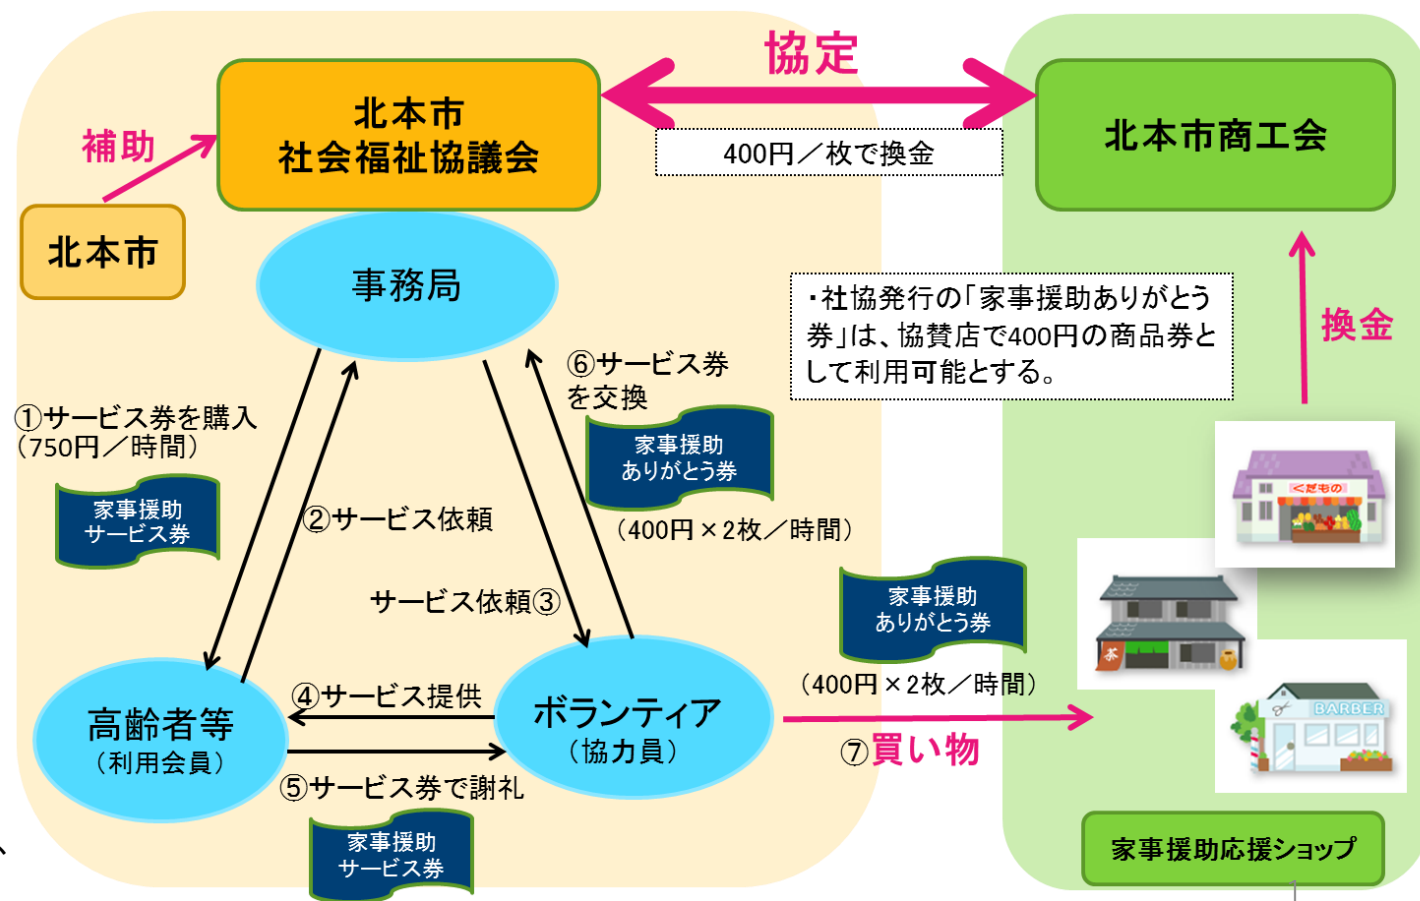 協定
北本市
社会福祉協議会
北本市商工会
補助
400円／枚で換金
北本市
事務局
・社協発行の「家事援助ありがとう
券」は、協賛店で400円の商品券と
して利用可能とする。
換金
⑥サービス券
を交換
①サービス券を購入
（750円／時間）
家事援助
ありがとう券
家事援助
サービス券
②サービス依頼
（400円×2枚／時間）
くだもの
サービス依頼③
家事援助
ありがとう券
茶
（400円×2枚／時間）
④サービス提供
高齢者等
（利用会員）
ボランティア
（協力員）
BARBER
⑦買い物
⑤サービス券で謝礼
家事援助
サービス券
家事援助応援ショップ
、